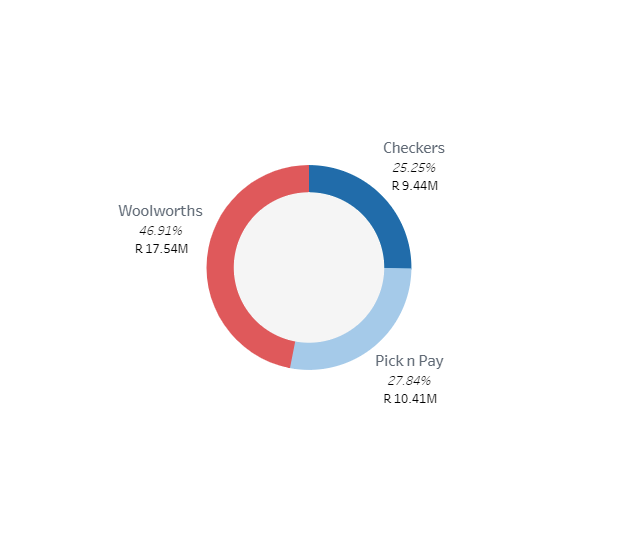 Checkers
25.25%
R 9.44M
Woolworths
46.91%
R 17.54M
Pick n Pay
27.84%
R 10.41M